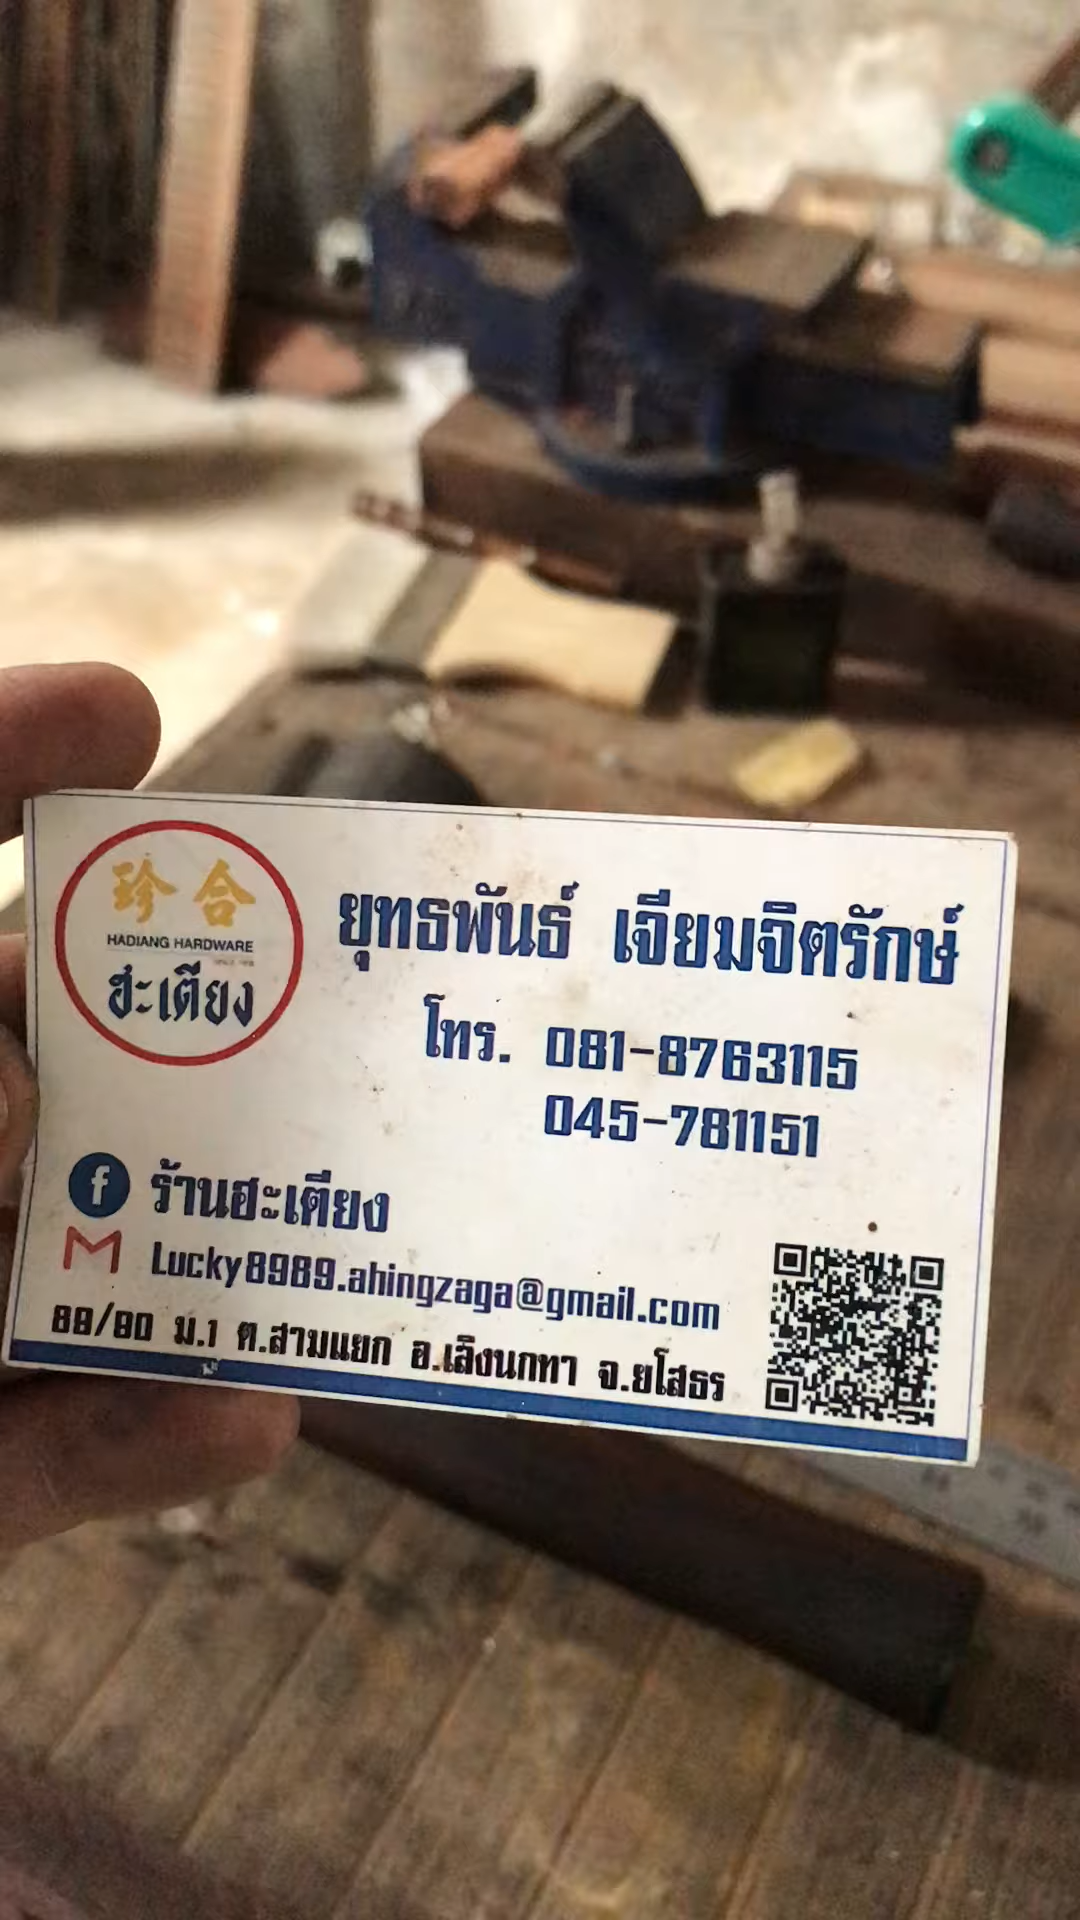 珍合
HADIANG HARDWARE
ฮะเตียง
ยุทธพันธ์ เจียมจิตรักษ์
โทร. 081-8763115
045-781151
ร้านฮะเตียง
Lucky8989.ahingzaga@gmail.com
ม.1 ต.สามแยก อ.เลิงนกทา จ.ยโสธร